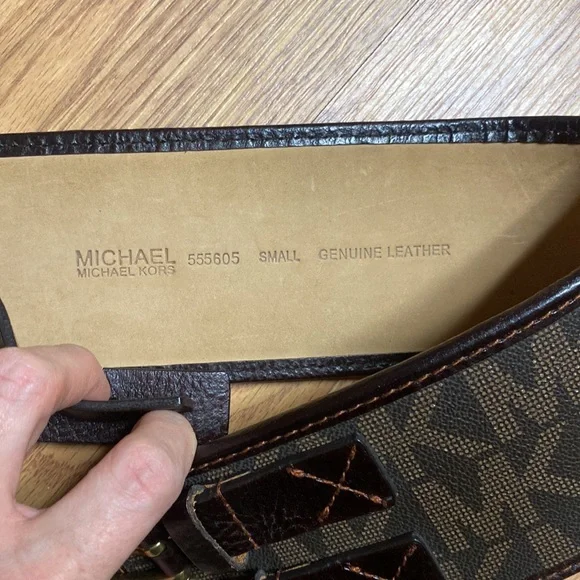 MICHAEL 555605 SMALL GENUINE LEATHER
MICHAEL KORS